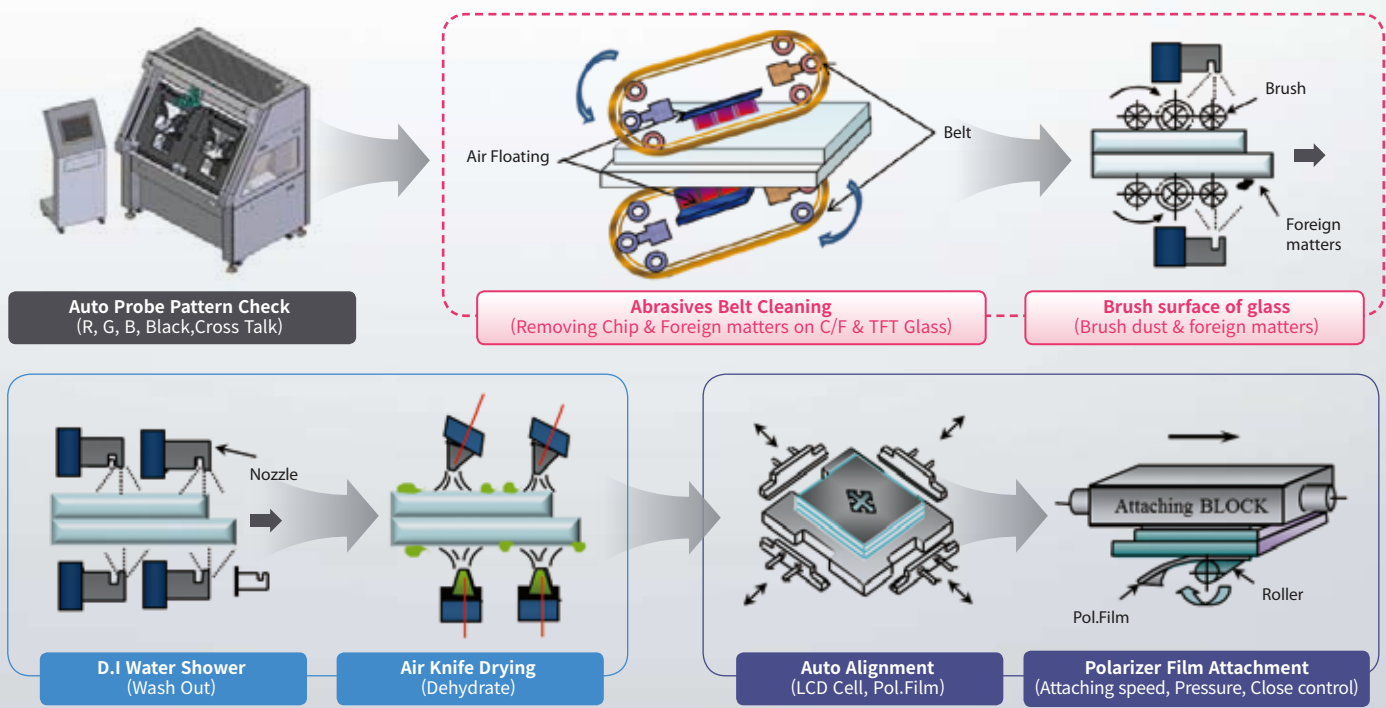 Air Floating
Belt
Brush
Foreign
matters
Auto Probe Pattern Check
(R, G, B, Black,Cross Talk)
Abrasives Belt Cleaning
(Removing Chip & Foreign matters on C/F & TFT Glass)
Brush surface of glass
(Brush dust & foreign matters)
Nozzle
Attaching BLOCK
Roller
Pol.Film
D.I Water Shower
(Wash Out)
Air Knife Drying
(Dehydrate)
Auto Alignment
(LCD Cell, Pol.Film)
Polarizer Film Attachment
(Attaching speed, Pressure, Close control)